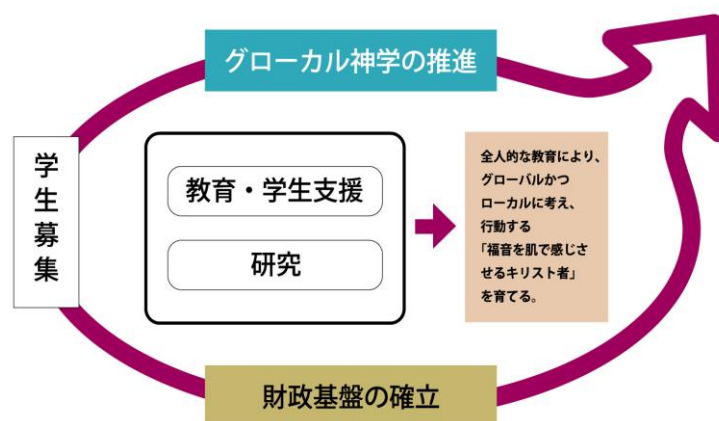 グローカル神学の推進
学生募集
教育・学生支援
研究
全人的な教育により、
グローバルかつ
ローカルに考え、
行動する
「福音を肌で感じさ
せるキリスト者」
を育てる。
財政基盤の確立